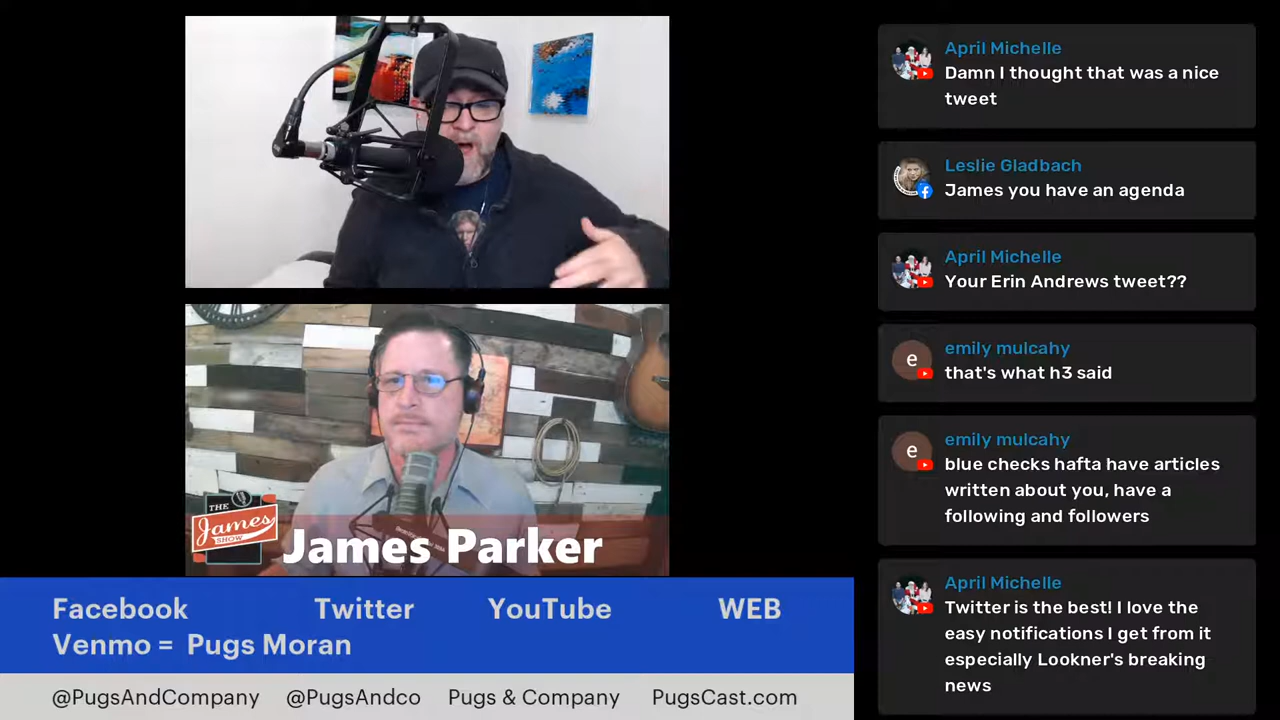 THE
James
SHOW
James Parker
Facebook Twitter YouTube WEB
Venmo = Pugs Moran
@PugsAndCompany @PugsAndco Pugs & Company PugsCast.com
April Michelle
Damn I thought that was a nice
tweet
Leslie Gladbach
James you have an agenda
April Michelle
Your Erin Andrews tweet??
e
emily mulcahy
that's what h3 said
e
emily mulcahy
blue checks hafta have articles
written about you, have a
following and followers
April Michelle
Twitter is the best! I love the
easy notifications I get from it
especially Lookner's breaking
news